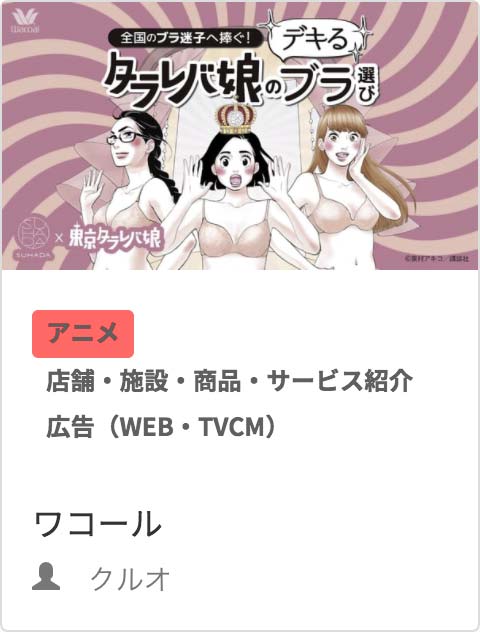 Wacoal
全国のブラ迷子へ捧ぐ!
デキる
タラレバ娘のブラ選び
SUHADA × 東京タラレバ娘
©東村アキコ／講談社
アニメ
店舗・施設・商品・サービス紹介
広告（WEB・TVCM）
ワコール
クルオ